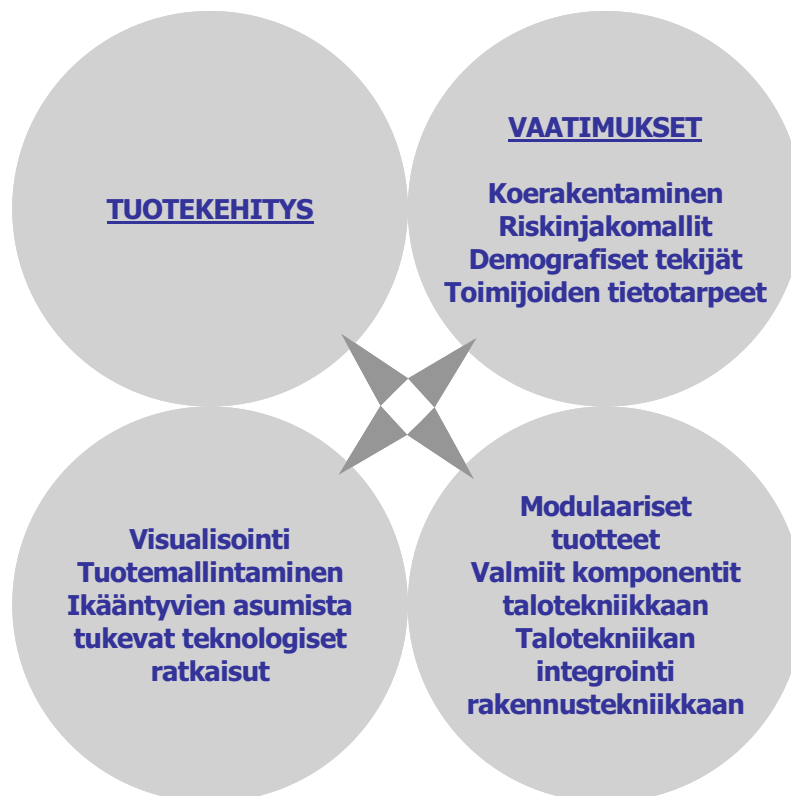 TUOTEKEHITYS
VAATIMUKSET
Koerakentaminen
Riskinjakomallit
Demografiset tekijät
Toimijoiden tietotarpeet
Visualisointi
Tuotemallintaminen
Ikääntyvien asumista
tukevat teknologiset
ratkaisut
Modulaariset
tuotteet
Valmiit komponentit
talotekniikkaan
Talotekniikan
integrointi
rakennustekniikkaan